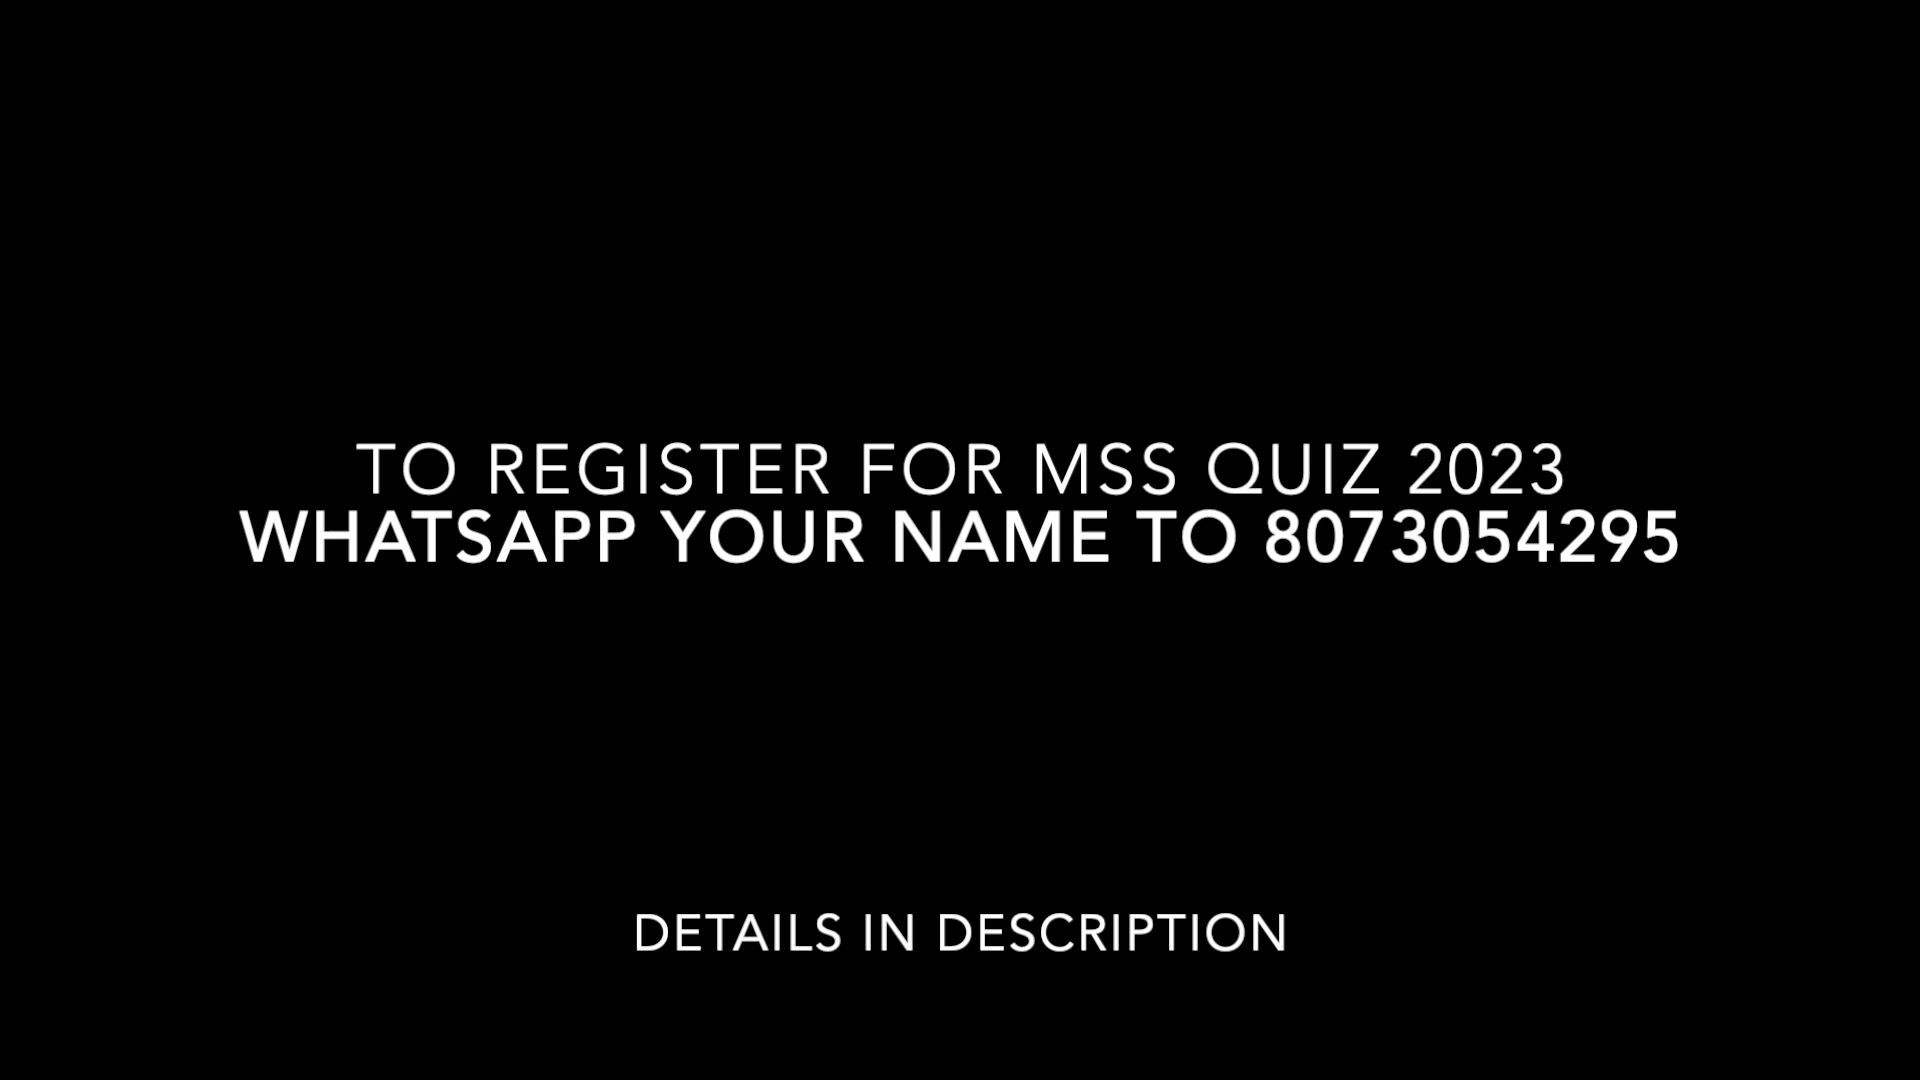 TO REGISTER FOR MSS QUIZ 2023
WHATSAPP YOUR NAME TO 8073054295
DETAILS IN DESCRIPTION